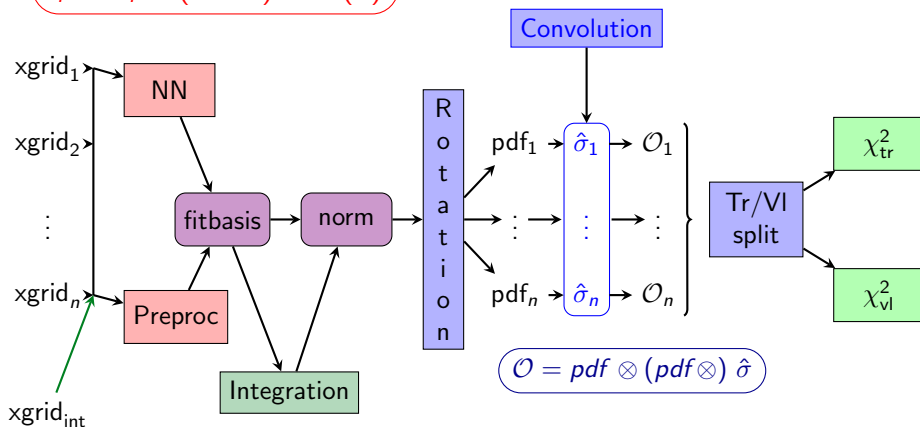 Convolution
xgrid₁
NN
R
o
t
a
t
i
o
n
pdf₁
σ̂₁
𝒪₁
χ²tr
xgrid₂
fitbasis
norm
⋮
⋮
⋮
⋮
Tr/Vl
split
xgridₙ
Preproc
pdfₙ
σ̂ₙ
𝒪ₙ
χ²vl
Integration
𝒪 = pdf ⊗ (pdf⊗) σ̂
xgrid_int